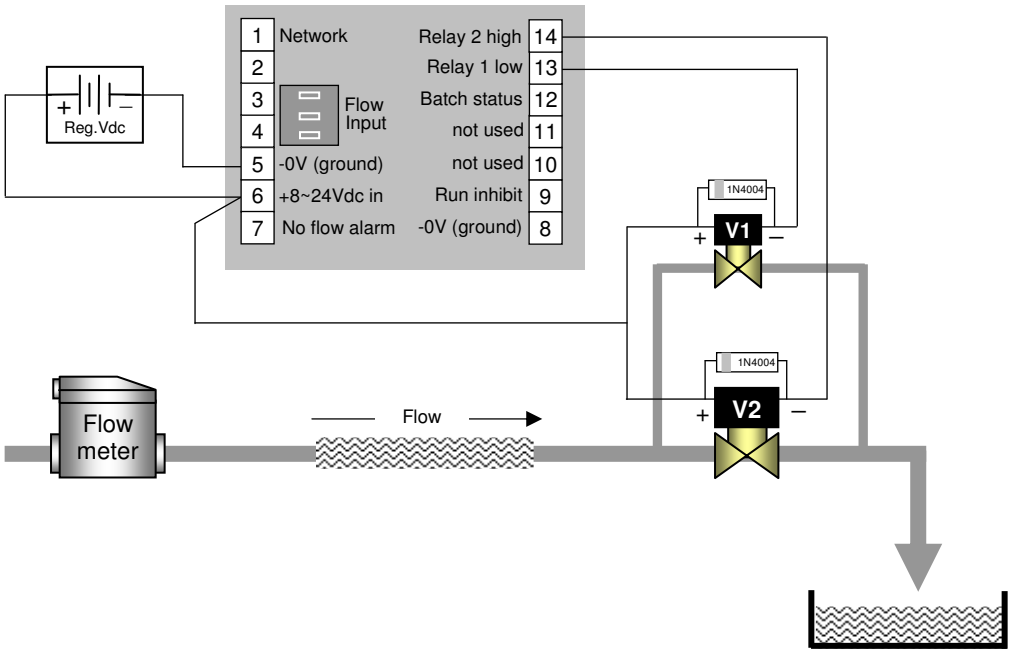 1 Network
2
3
4
Flow
Input
5 -0V (ground)
6 +8~24Vdc in
7 No flow alarm
Relay 2 high 14
Relay 1 low 13
Batch status 12
not used 11
not used 10
Run inhibit 9
-0V (ground) 8
+ –
Reg.Vdc
1N4004
V1
+ –
1N4004
V2
+ –
Flow
meter
Flow